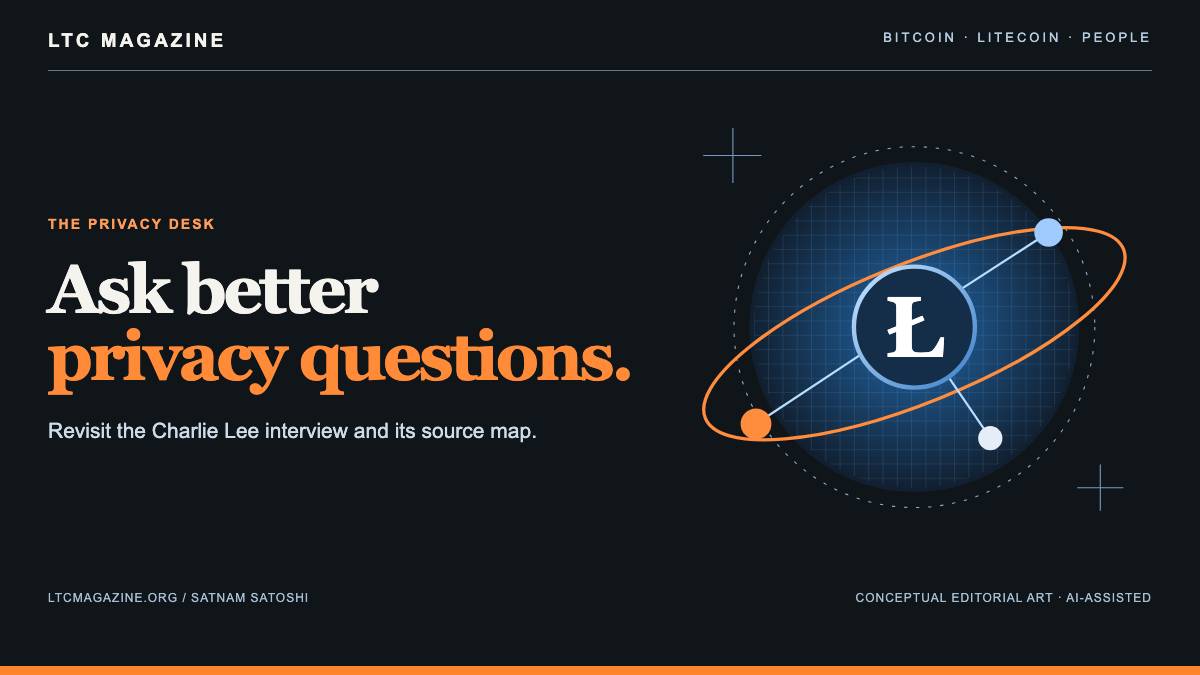 LTC MAGAZINE
BITCOIN · LITECOIN · PEOPLE
THE PRIVACY DESK
Ask better
privacy questions.
Revisit the Charlie Lee interview and its source map.
Ł
LTCMAGAZINE.ORG / SATNAM SATOSHI
CONCEPTUAL EDITORIAL ART · AI-ASSISTED